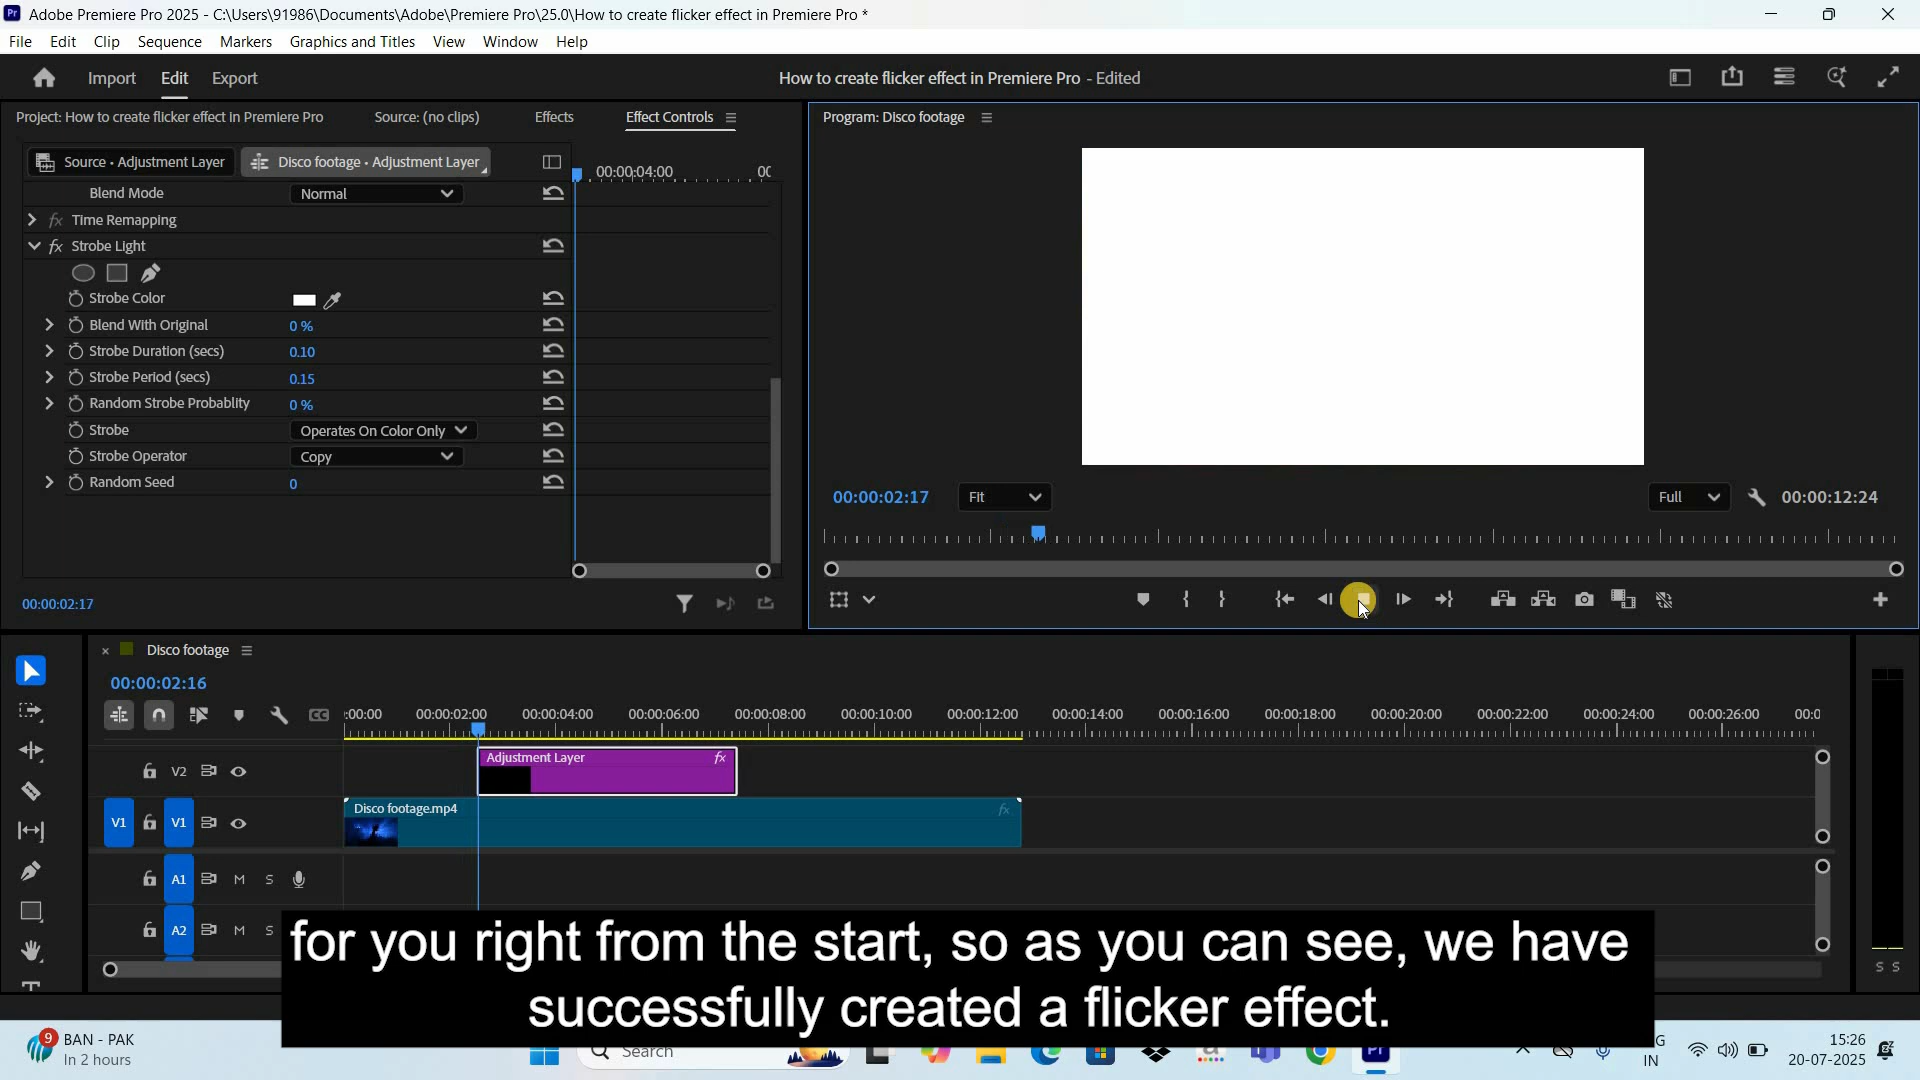 Adobe Premiere Pro 2025 - C:\Users\91986\Documents\Adobe\Premiere Pro\25.0\How to create flicker effect in Premiere Pro *
File Edit Clip Sequence Markers Graphics and Titles View Window Help
Import Edit Export
How to create flicker effect in Premiere Pro - Edited
Project: How to create flicker effect in Premiere Pro
Source: (no clips)
Effects
Effect Controls
Program: Disco footage
Source • Adjustment Layer
Disco footage • Adjustment Layer
00:00:04:00
Blend Mode Normal
fx Time Remapping
fx Strobe Light
Strobe Color
Blend With Original 0 %
Strobe Duration (secs) 0.10
Strobe Period (secs) 0.15
Random Strobe Probablity 0 %
Strobe Operates On Color Only
Strobe Operator Copy
Random Seed 0
00:00:02:17
00:00:02:17 Fit Full 00:00:12:24
Disco footage
00:00:02:16
:00:00 00:00:02:00 00:00:04:00 00:00:06:00 00:00:08:00 00:00:10:00 00:00:12:00 00:00:14:00 00:00:16:00 00:00:18:00 00:00:20:00 00:00:22:00 00:00:24:00 00:00:26:00 00:0
V2
Adjustment Layer fx
V1 V1
Disco footage.mp4 fx
A1 M S
A2 M S
S S
for you right from the start, so as you can see, we have
successfully created a flicker effect.
9
BAN - PAK
In 2 hours
Search
IN
15:26
20-07-2025